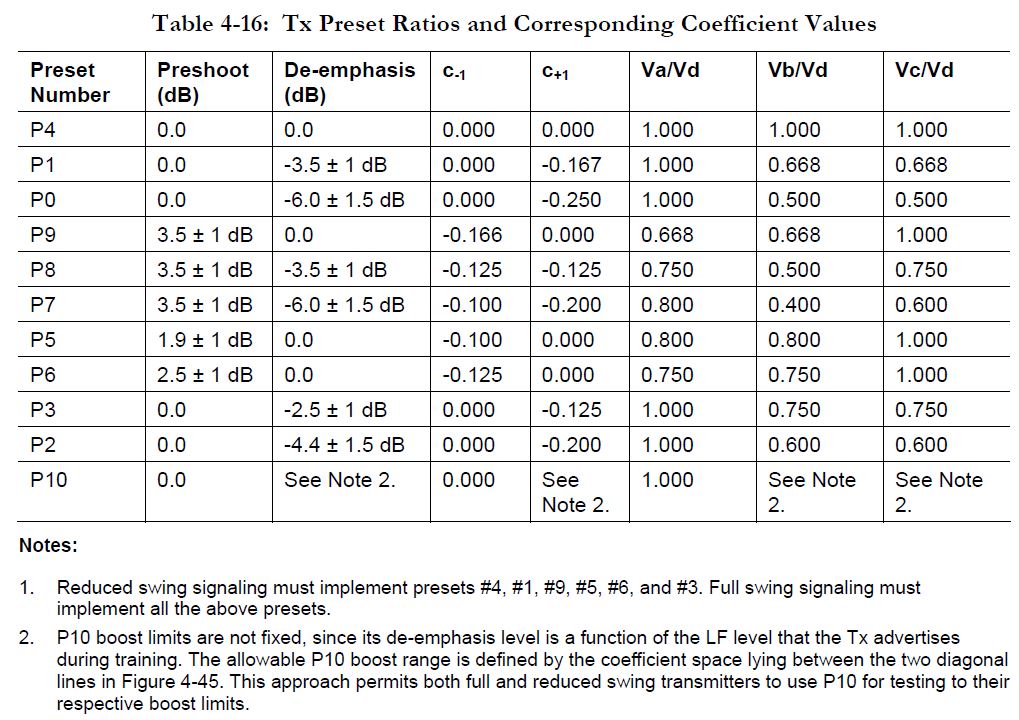 Table 4-16: Tx Preset Ratios and Corresponding Coefficient Values
Preset Number | Preshoot (dB) | De-emphasis (dB) | c-1 | c+1 | Va/Vd | Vb/Vd | Vc/Vd
P4 | 0.0 | 0.0 | 0.000 | 0.000 | 1.000 | 1.000 | 1.000
P1 | 0.0 | -3.5 ± 1 dB | 0.000 | -0.167 | 1.000 | 0.668 | 0.668
P0 | 0.0 | -6.0 ± 1.5 dB | 0.000 | -0.250 | 1.000 | 0.500 | 0.500
P9 | 3.5 ± 1 dB | 0.0 | -0.166 | 0.000 | 0.668 | 0.668 | 1.000
P8 | 3.5 ± 1 dB | -3.5 ± 1 dB | -0.125 | -0.125 | 0.750 | 0.500 | 0.750
P7 | 3.5 ± 1 dB | -6.0 ± 1.5 dB | -0.100 | -0.200 | 0.800 | 0.400 | 0.600
P5 | 1.9 ± 1 dB | 0.0 | -0.100 | 0.000 | 0.800 | 0.800 | 1.000
P6 | 2.5 ± 1 dB | 0.0 | -0.125 | 0.000 | 0.750 | 0.750 | 1.000
P3 | 0.0 | -2.5 ± 1 dB | 0.000 | -0.125 | 1.000 | 0.750 | 0.750
P2 | 0.0 | -4.4 ± 1.5 dB | 0.000 | -0.200 | 1.000 | 0.600 | 0.600
P10 | 0.0 | See Note 2. | 0.000 | See Note 2. | 1.000 | See Note 2. | See Note 2.
Notes:
1. Reduced swing signaling must implement presets #4, #1, #9, #5, #6, and #3. Full swing signaling must
implement all the above presets.
2. P10 boost limits are not fixed, since its de-emphasis level is a function of the LF level that the Tx advertises
during training. The allowable P10 boost range is defined by the coefficient space lying between the two diagonal
lines in Figure 4-45. This approach permits both full and reduced swing transmitters to use P10 for testing to their
respective boost limits.